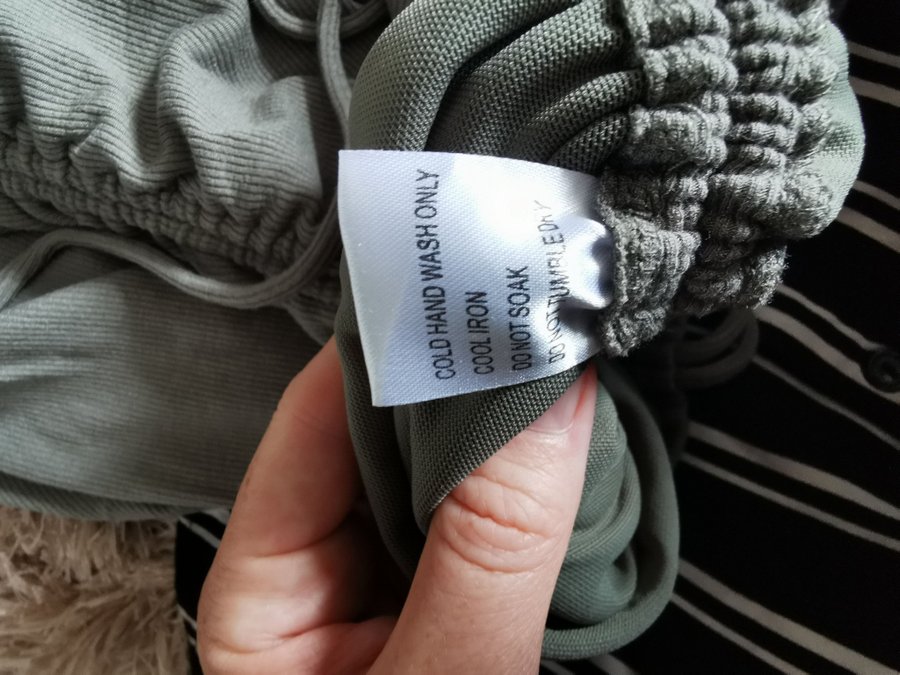 COLD HAND WASH ONLY
COOL IRON
DO NOT SOAK
DO NOT TUMBLE DRY